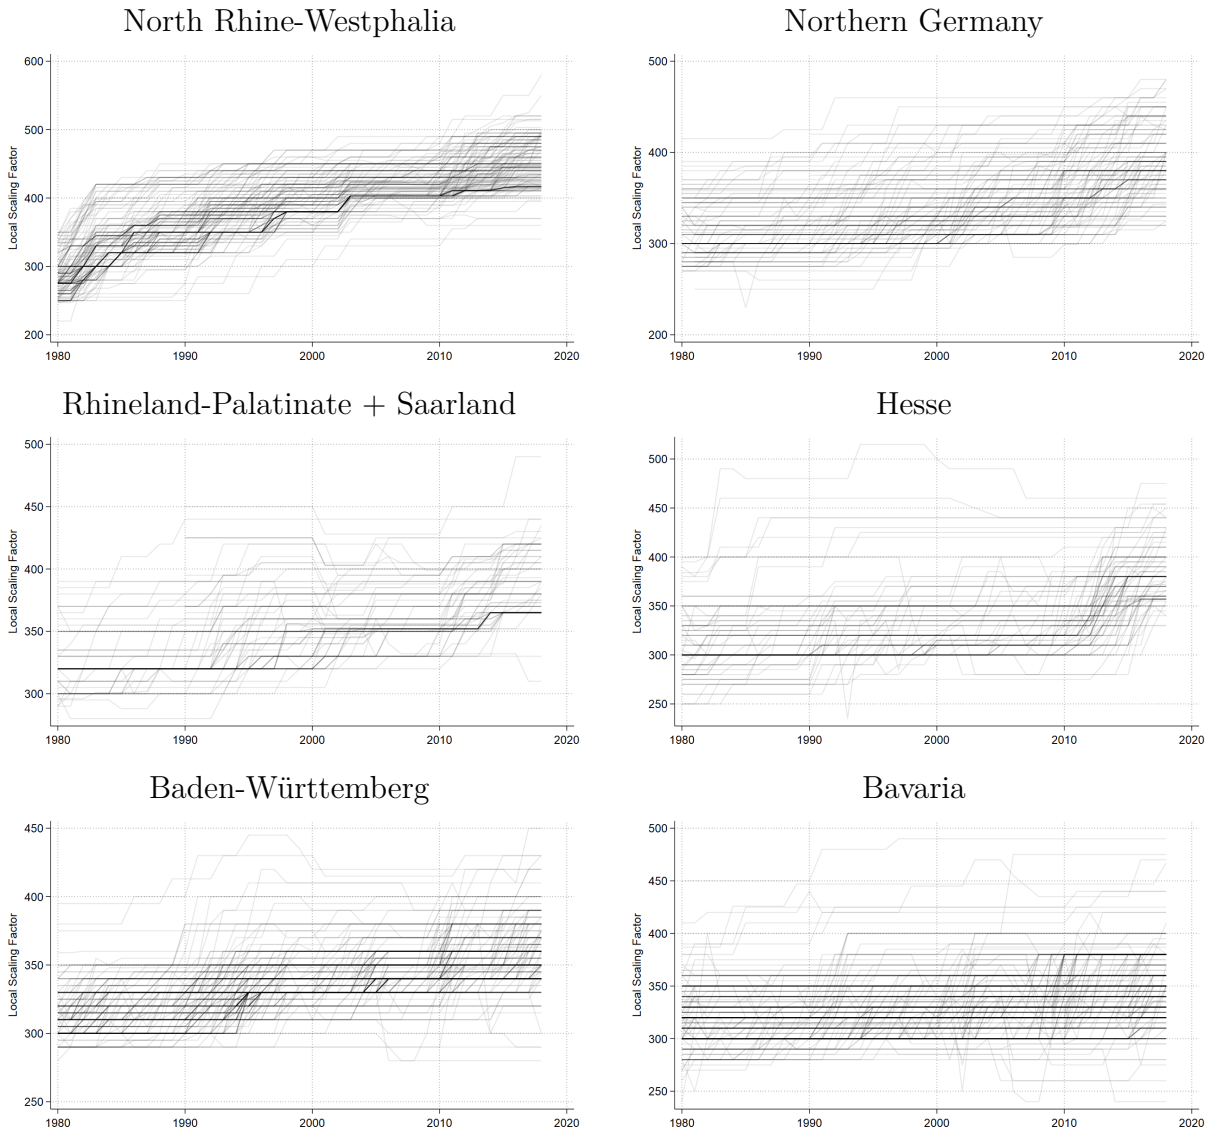 North Rhine-Westphalia
Local Scaling Factor
600
500
400
300
200
1980 1990 2000 2010 2020
Northern Germany
Local Scaling Factor
500
400
300
200
1980 1990 2000 2010 2020
Rhineland-Palatinate + Saarland
Local Scaling Factor
500
450
400
350
300
1980 1990 2000 2010 2020
Hesse
Local Scaling Factor
500
450
400
350
300
250
1980 1990 2000 2010 2020
Baden-Württemberg
Local Scaling Factor
450
400
350
300
250
1980 1990 2000 2010 2020
Bavaria
Local Scaling Factor
500
450
400
350
300
250
1980 1990 2000 2010 2020